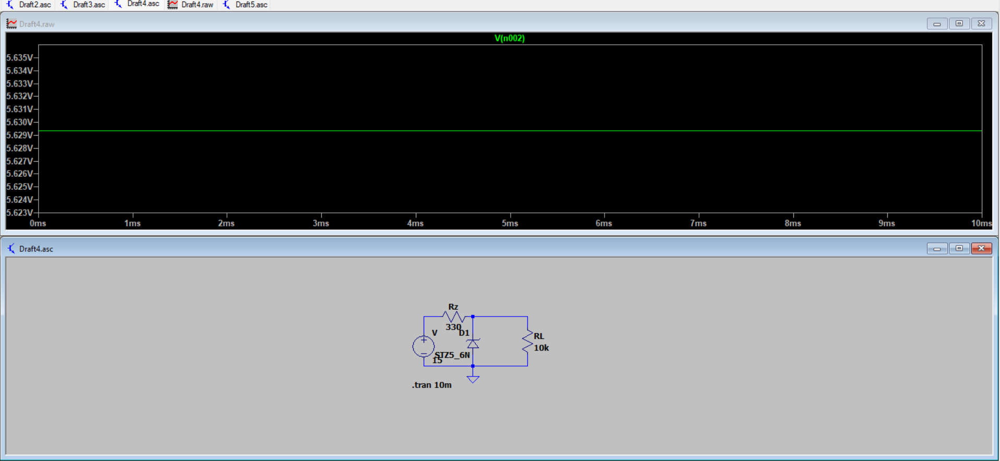 Draft2.asc Draft3.asc Draft4.asc Draft4.raw Draft5.asc
Draft4.raw
V(n002)
5.635V
5.634V
5.633V
5.632V
5.631V
5.630V
5.629V
5.628V
5.627V
5.626V
5.625V
5.624V
5.623V
0ms 1ms 2ms 3ms 4ms 5ms 6ms 7ms 8ms 9ms 10ms
Draft4.asc
Rz
330
V
D1
RL
10k
STZ5_6N
15
.tran 10m